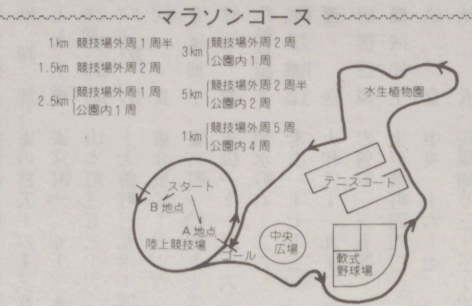 マラソンコース
1km 競技場外周1周半
1.5km 競技場外周2周
2.5km 競技場外周1周
公園内1周
3km 競技場外周2周
公園内1周
5km 競技場外周2周半
公園内2周
1km 競技場外周5周
公園内4周
水生植物園
テニスコート
スタート
B地点
A地点
陸上競技場
ゴール
中央
広場
軟式
野球場